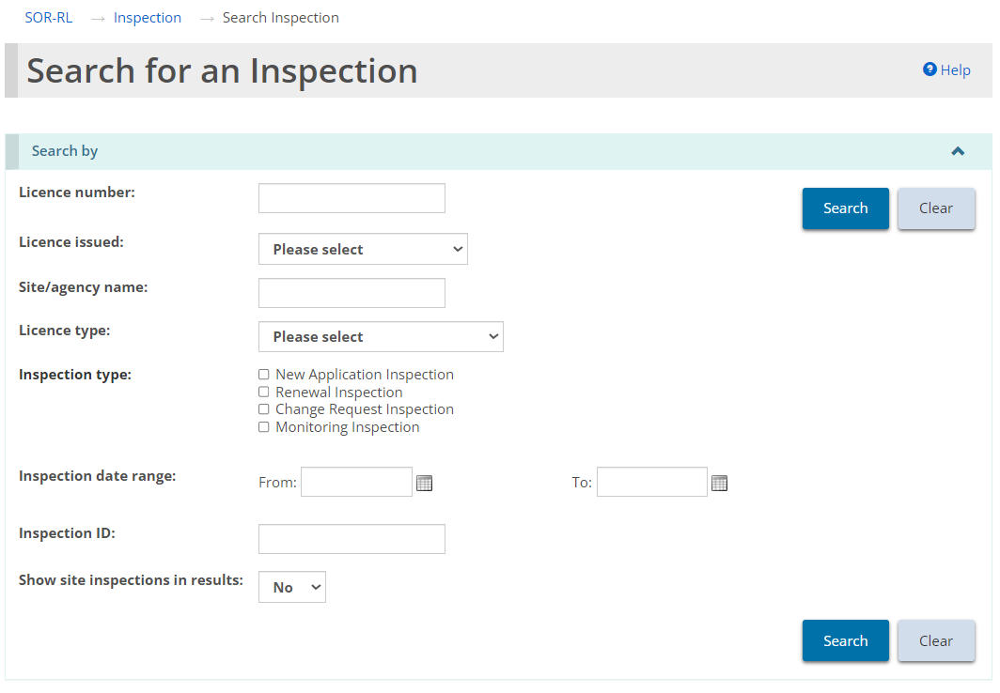 SOR-RL → Inspection → Search Inspection
Search for an Inspection
Help
Search by
Licence number:
Search Clear
Licence issued: Please select
Site/agency name:
Licence type: Please select
Inspection type: New Application Inspection
Renewal Inspection
Change Request Inspection
Monitoring Inspection
Inspection date range: From: To:
Inspection ID:
Show site inspections in results: No
Search Clear